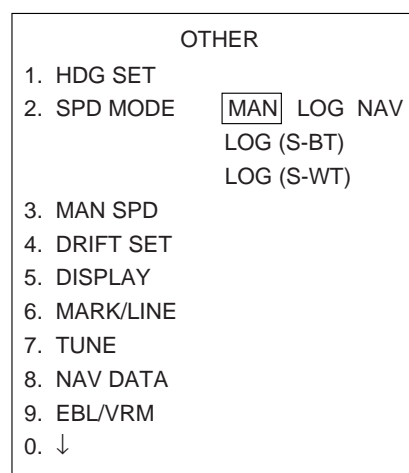 OTHER
1. HDG SET
2. SPD MODE MAN LOG NAV
LOG (S-BT)
LOG (S-WT)
3. MAN SPD
4. DRIFT SET
5. DISPLAY
6. MARK/LINE
7. TUNE
8. NAV DATA
9. EBL/VRM
0. ↓